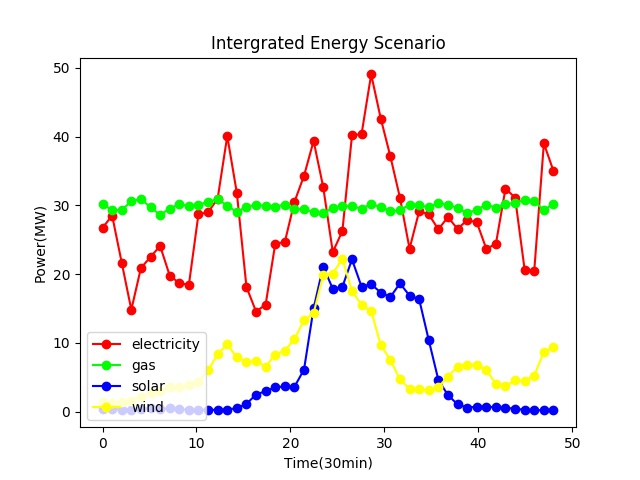 Intergrated Energy Scenario
Power(MW)
50
40
30
20
10
0
electricity
gas
solar
wind
0 10 20 30 40 50
Time(30min)